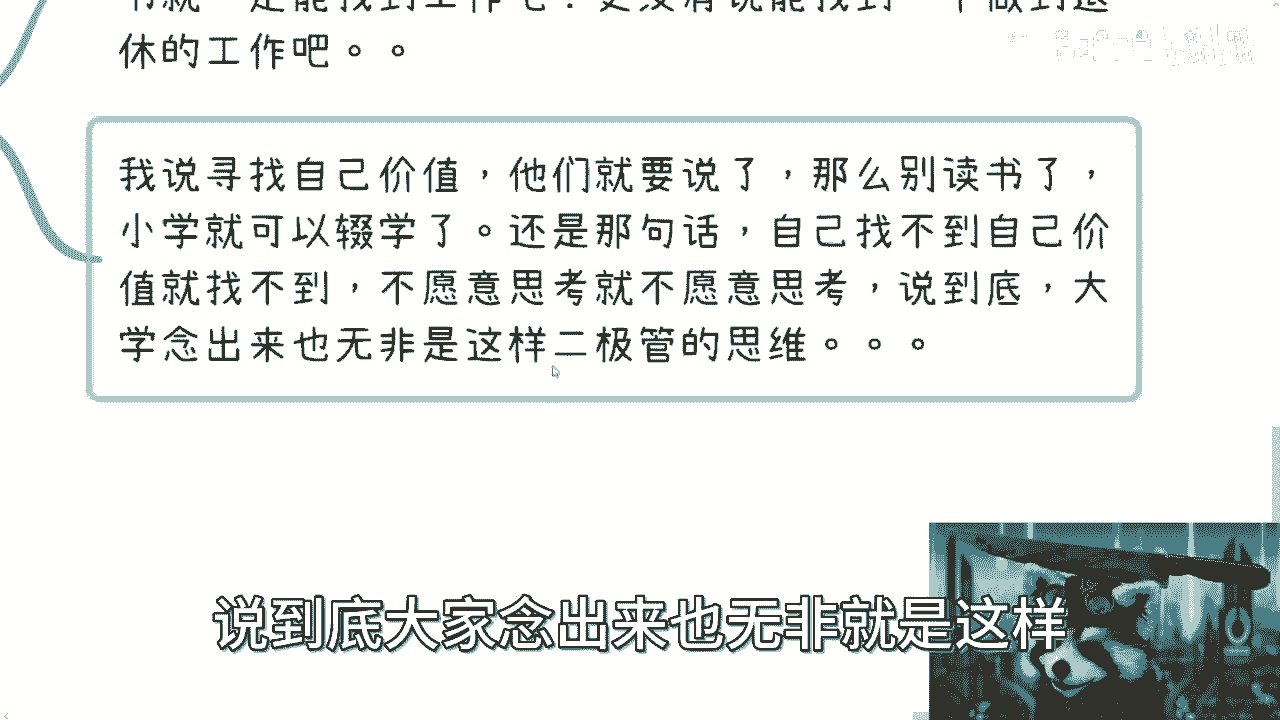 休的工作吧。。
我说寻找自己价值，他们就要说了，那么别读书了，
小学就可以辍学了。还是那句话，自己找不到自己价
值就找不到，不愿意思考就不愿意思考，说到底，大
学念出来也无非是这样二极管的思维。。。
说到底大家念出来也无非就是这样